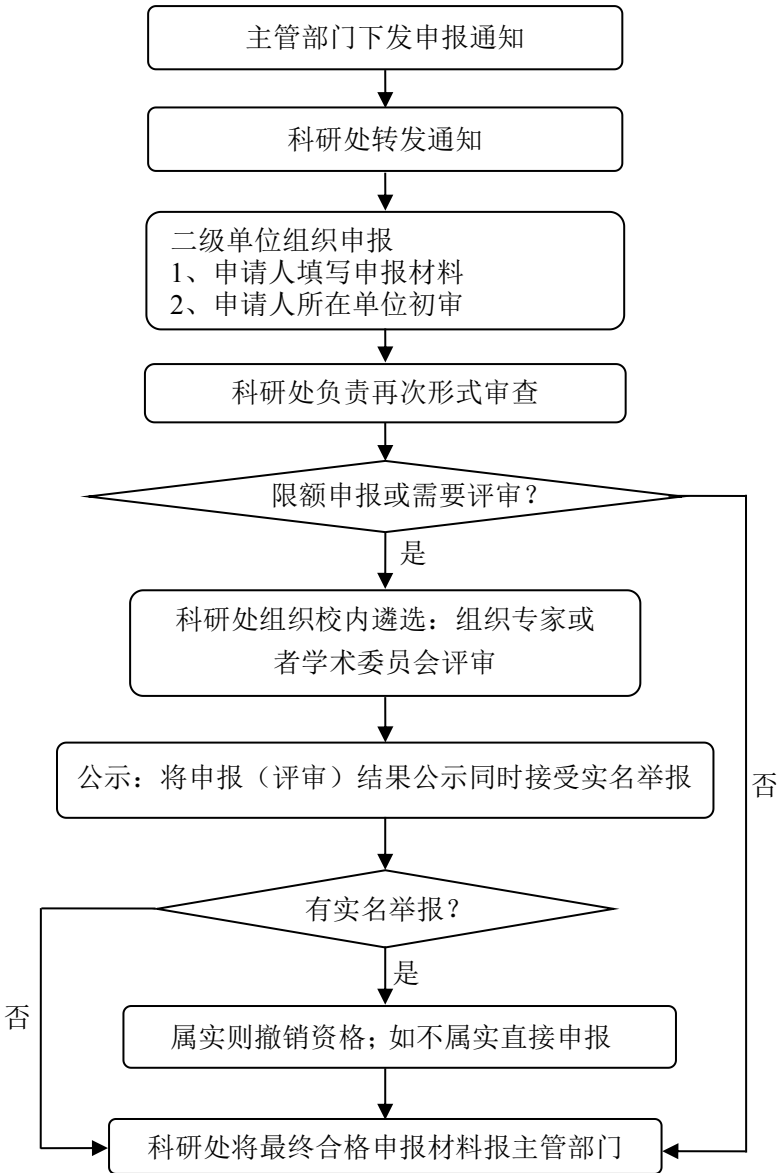 主管部门下发申报通知
科研处转发通知
二级单位组织申报
1、申请人填写申报材料
2、申请人所在单位初审
科研处负责再次形式审查
限额申报或需要评审？
是
科研处组织校内遴选：组织专家或
者学术委员会评审
公示：将申报（评审）结果公示同时接受实名举报
否
有实名举报？
是
否
属实则撤销资格；如不属实直接申报
科研处将最终合格申报材料报主管部门